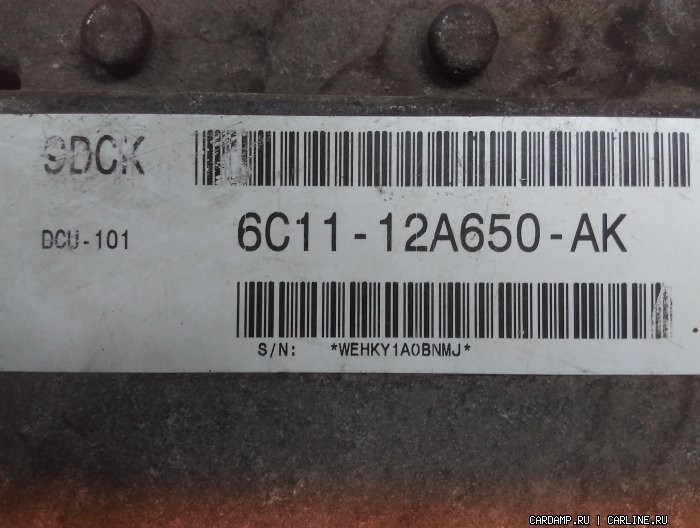 9DCK
DCU-101
6C11-12A650-AK
S/N: *WEHKY1A0BNMJ*
CARDAMP.RU | CARLINE.RU